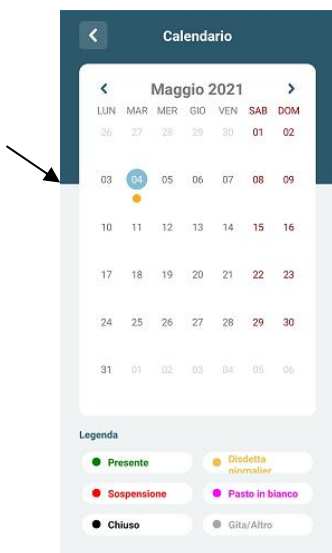 Calendario
Maggio 2021
LUN MAR MER GIO VEN SAB DOM
26 27 28 29 30 01 02
03 04 05 06 07 08 09
10 11 12 13 14 15 16
17 18 19 20 21 22 23
24 25 26 27 28 29 30
31 01 02 03 04 05 06
Legenda
Presente
Disdetta
giornalier
Sospensione
Pasto in bianco
Chiuso
Gita/Altro